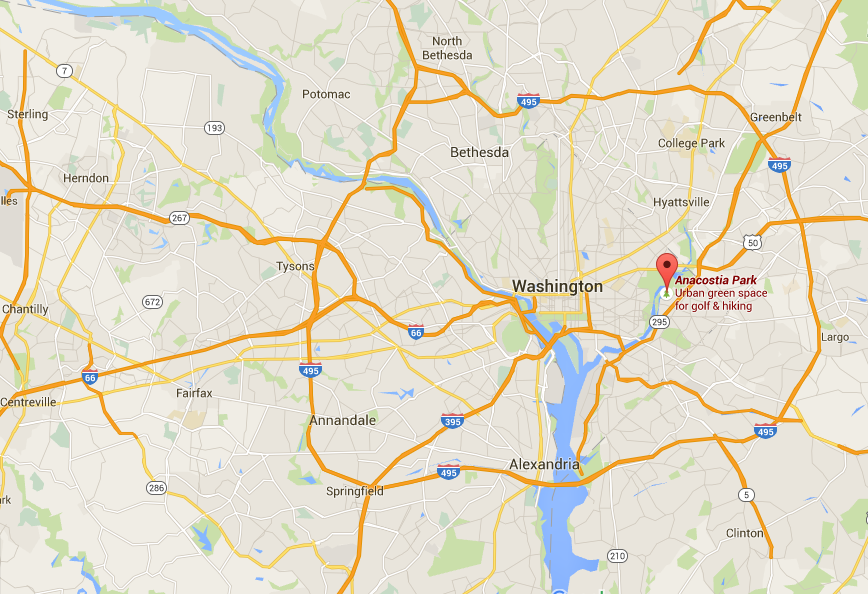 North
Bethesda
7
Potomac
495
Sterling
193
Greenbelt
College Park
Bethesda
495
Herndon
lles
Hyattsville
267
50
Tysons
Washington
Anacostia Park
Urban green space
for golf & hiking
672
Chantilly
295
66
Largo
495
66
Fairfax
Centreville
Annandale
395
495
Alexandria
495
Springfield
286
5
rk
Clinton
210